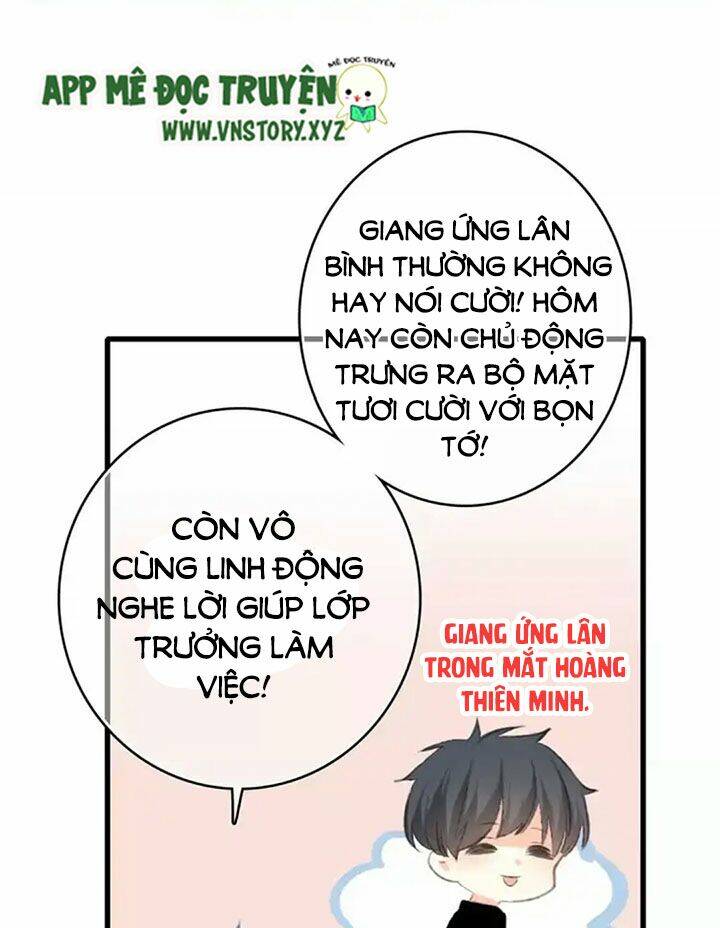 MÊ ĐỌC TRUYỆN
APP MÊ ĐỌC TRUYỆN
WWW.VNSTORY.XYZ
GIANG ỨNG LÂN
BÌNH THƯỜNG KHÔNG
HAY NÓI CƯỜI! HÔM
NAY CÒN CHỦ ĐỘNG
TRƯNG RA BỘ MẶT
TƯƠI CƯỜI VỚI BỌN
TỚ!
CÒN VÔ
CÙNG LINH ĐỘNG
NGHE LỜI GIÚP LỚP
TRƯỞNG LÀM
VIỆC!
GIANG ỨNG LÂN
TRONG MẮT HOÀNG
THIÊN MINH.